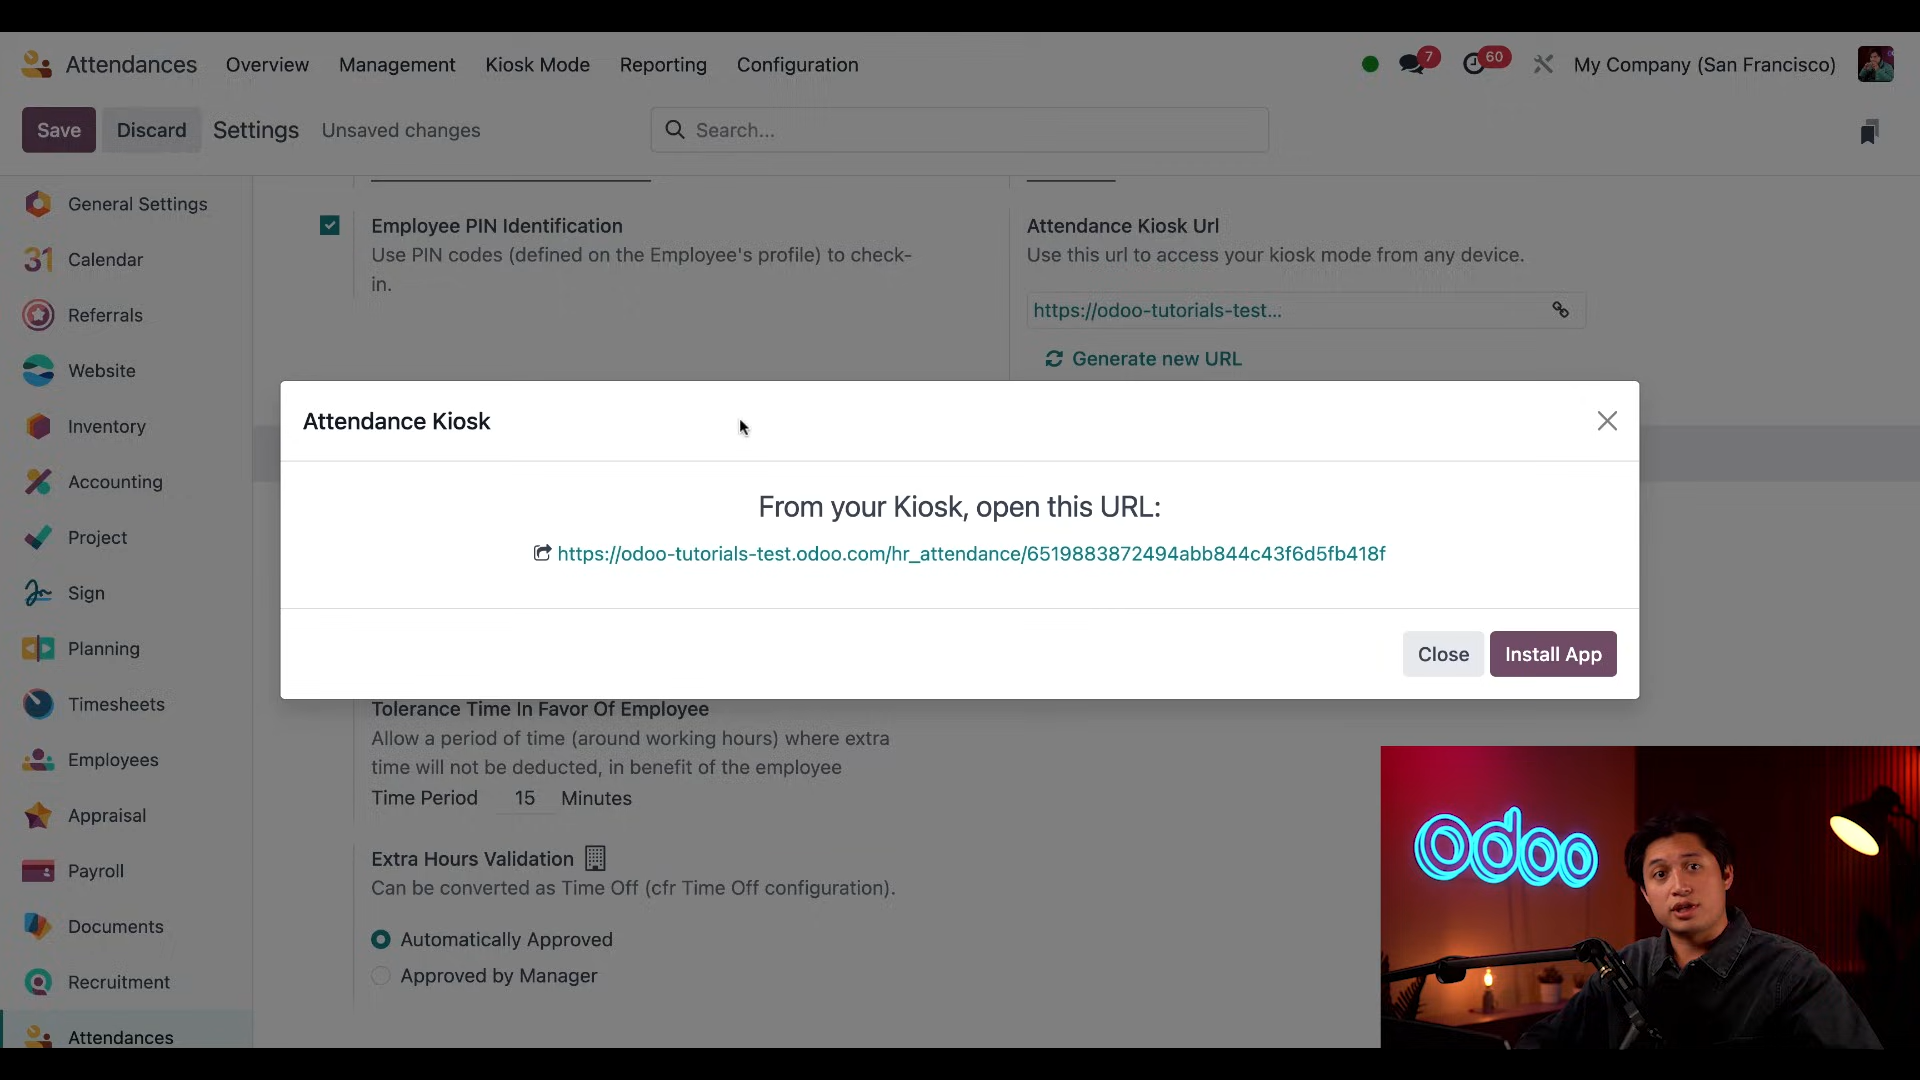 Attendances
Overview
Management
Kiosk Mode
Reporting
Configuration
7
60
My Company (San Francisco)
Save
Discard
Settings
Unsaved changes
Search...
General Settings
31
Calendar
Referrals
Website
Inventory
Accounting
Project
Sign
Planning
Timesheets
Employees
Appraisal
Payroll
Documents
Recruitment
Attendances
Employee PIN Identification
Use PIN codes (defined on the Employee's profile) to check-
in.
Attendance Kiosk Url
Use this url to access your kiosk mode from any device.
https://odoo-tutorials-test...
Generate new URL
Attendance Kiosk
From your Kiosk, open this URL:
https://odoo-tutorials-test.odoo.com/hr_attendance/6519883872494abb844c43f6d5fb418f
Close
Install App
Tolerance Time In Favor Of Employee
Allow a period of time (around working hours) where extra
time will not be deducted, in benefit of the employee
Time Period 15 Minutes
Extra Hours Validation
Can be converted as Time Off (cfr Time Off configuration).
Automatically Approved
Approved by Manager
odoo